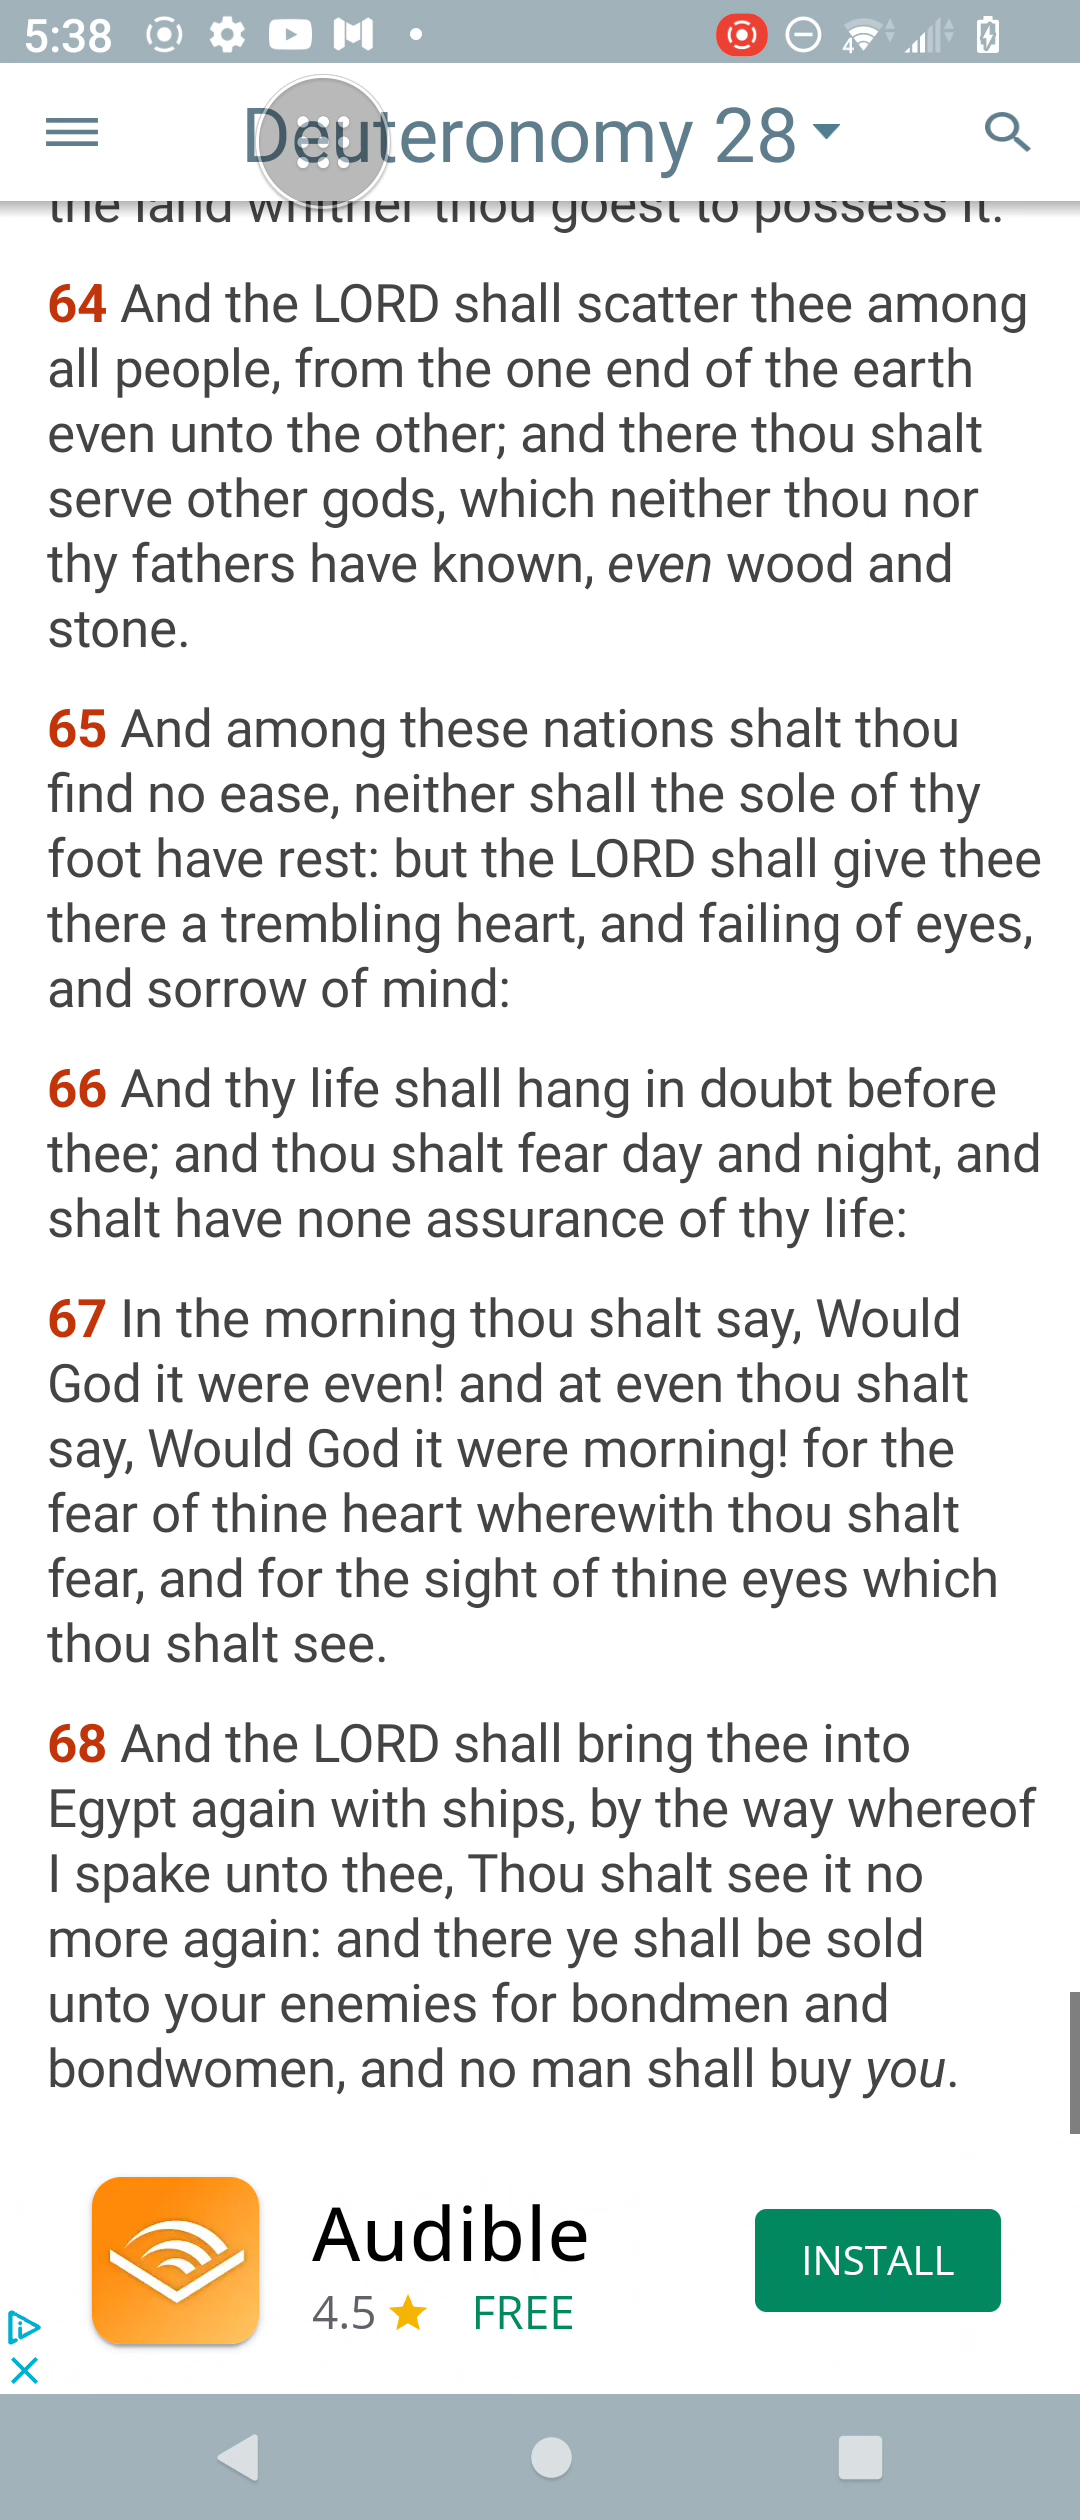 5:38
4
Deuteronomy 28
the land whither thou goest to possess it.
64 And the LORD shall scatter thee among
all people, from the one end of the earth
even unto the other; and there thou shalt
serve other gods, which neither thou nor
thy fathers have known, even wood and
stone.
65 And among these nations shalt thou
find no ease, neither shall the sole of thy
foot have rest: but the LORD shall give thee
there a trembling heart, and failing of eyes,
and sorrow of mind:
66 And thy life shall hang in doubt before
thee; and thou shalt fear day and night, and
shalt have none assurance of thy life:
67 In the morning thou shalt say, Would
God it were even! and at even thou shalt
say, Would God it were morning! for the
fear of thine heart wherewith thou shalt
fear, and for the sight of thine eyes which
thou shalt see.
68 And the LORD shall bring thee into
Egypt again with ships, by the way whereof
I spake unto thee, Thou shalt see it no
more again: and there ye shall be sold
unto your enemies for bondmen and
bondwomen, and no man shall buy you.
Audible
4.5 FREE
INSTALL